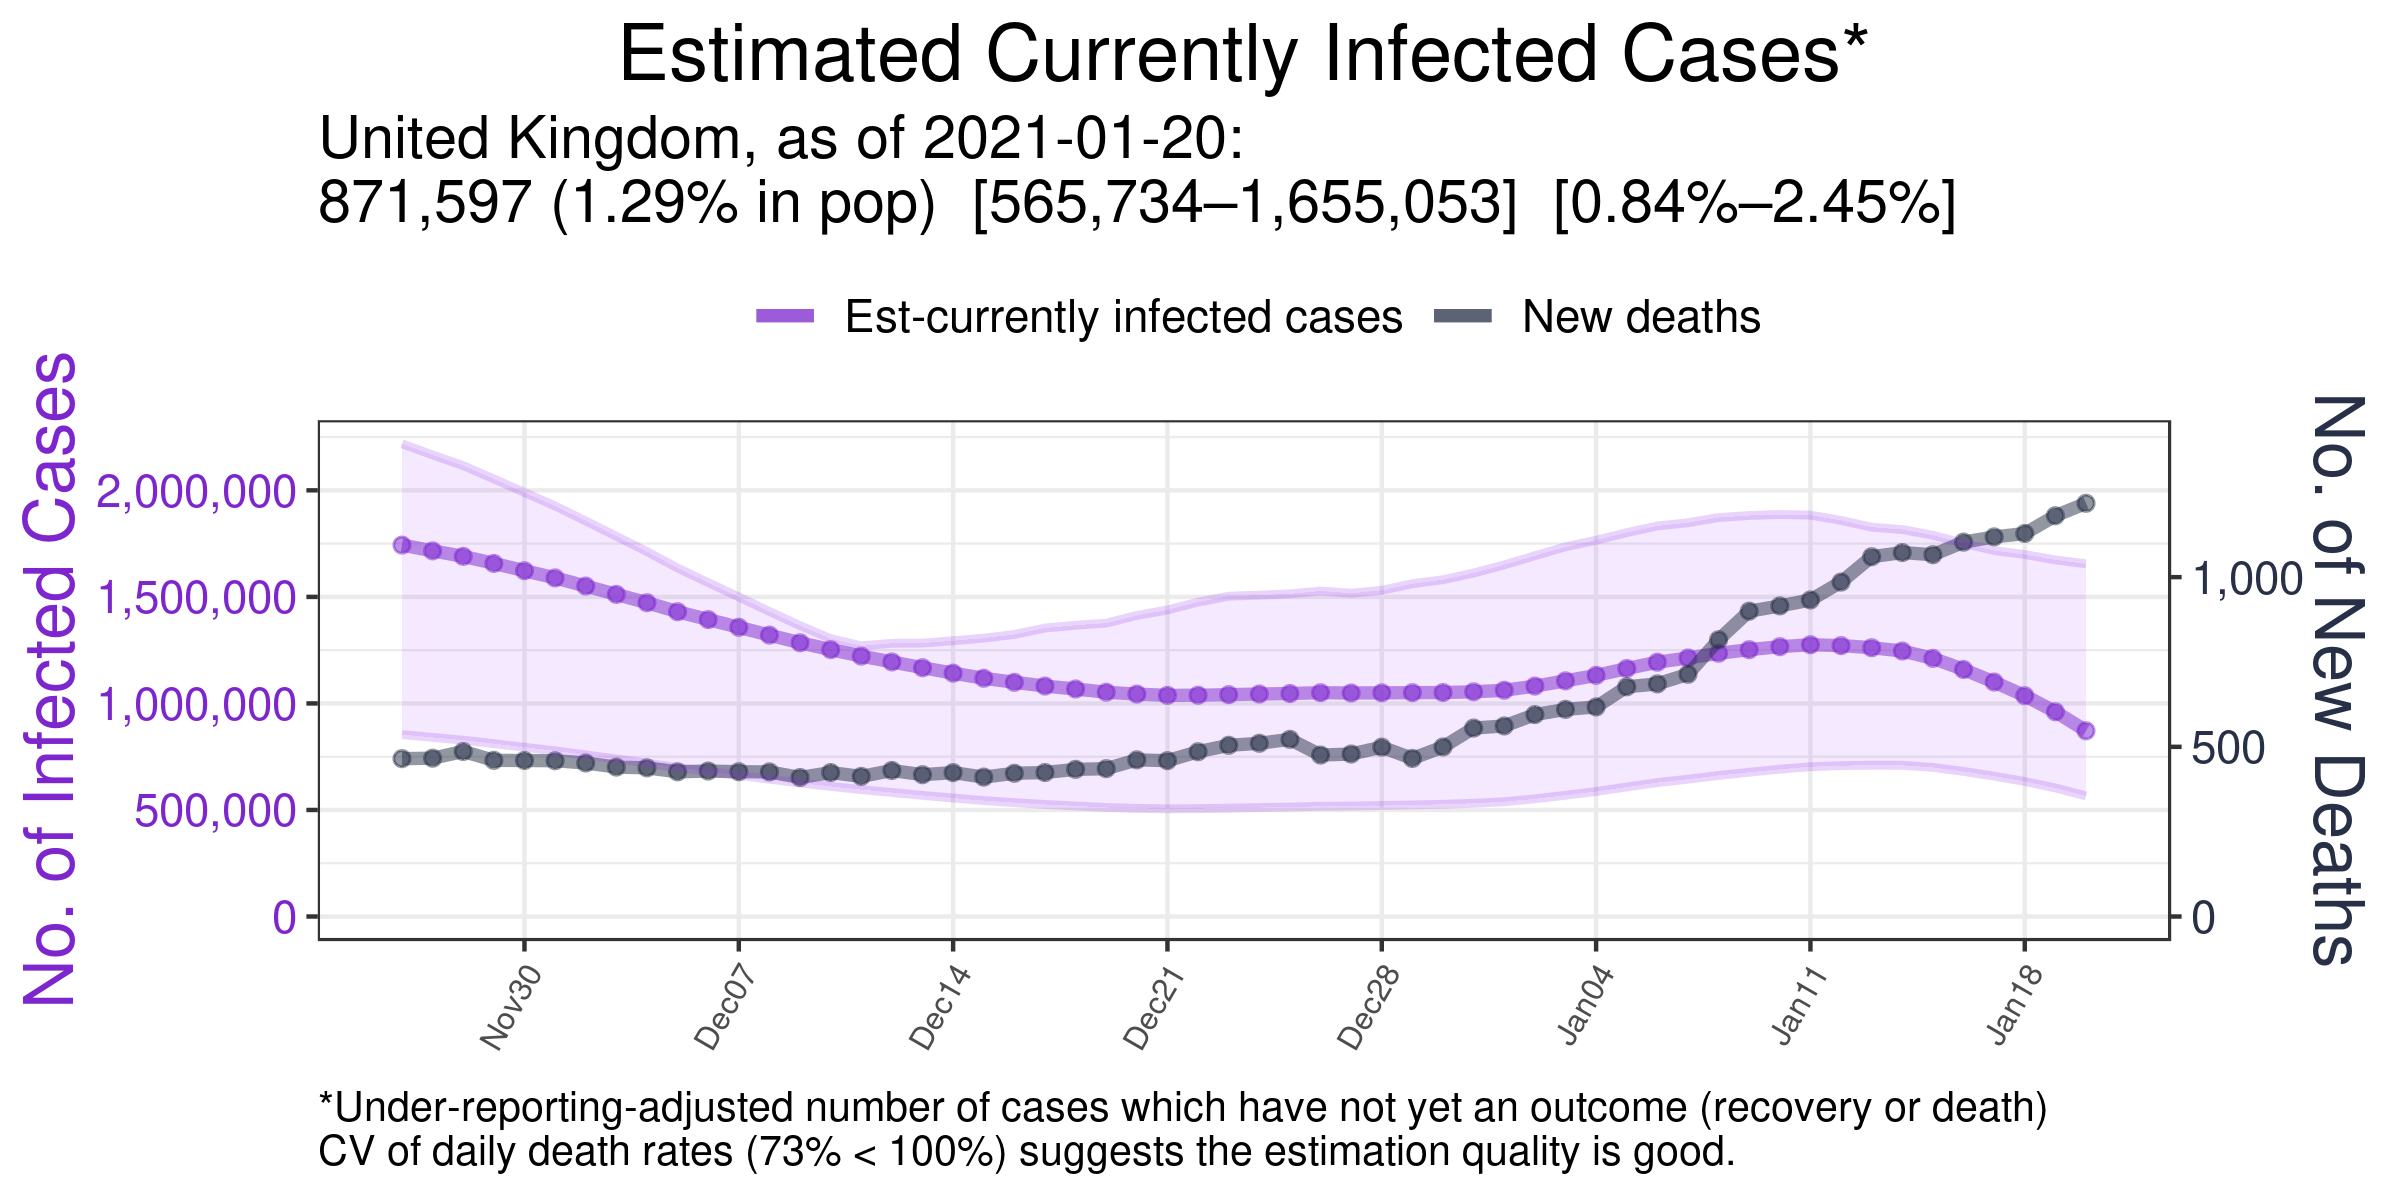 Estimated Currently Infected Cases*
United Kingdom, as of 2021-01-20:
871,597 (1.29% in pop)  [565,734–1,655,053]  [0.84%–2.45%]
Est-currently infected cases
New deaths
No. of Infected Cases
2,000,000
1,500,000
1,000,000
500,000
0
No. of New Deaths
1,000
500
0
Nov30
Dec07
Dec14
Dec21
Dec28
Jan04
Jan11
Jan18
*Under-reporting-adjusted number of cases which have not yet an outcome (recovery or death)
CV of daily death rates (73% < 100%) suggests the estimation quality is good.